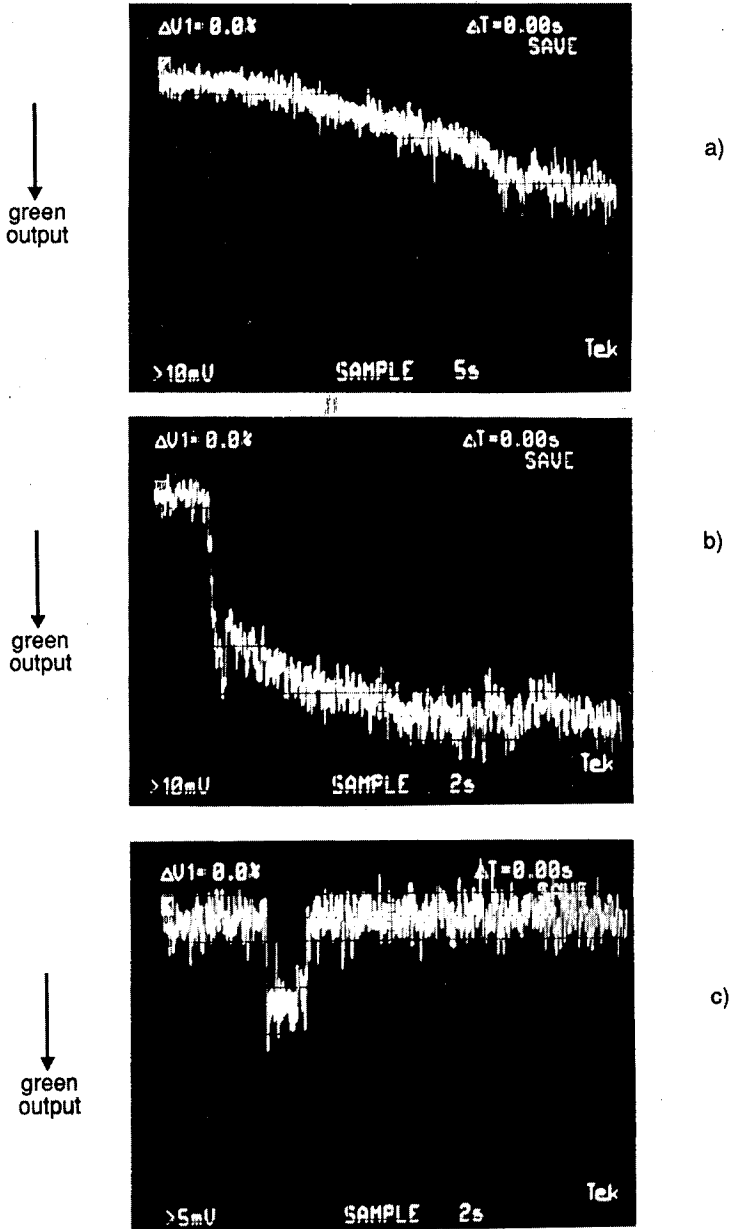 ΔV1= 0.0% ΔT=0.00s
SAVE
a)
green
output
Tek
>10mV SAMPLE 5s
ΔV1= 0.0% ΔT=0.00s
SAVE
b)
green
output
Tek
>10mV SAMPLE 2s
ΔV1= 0.0% ΔT=0.00s
SAVE
c)
green
output
Tek
>5mV SAMPLE 2s